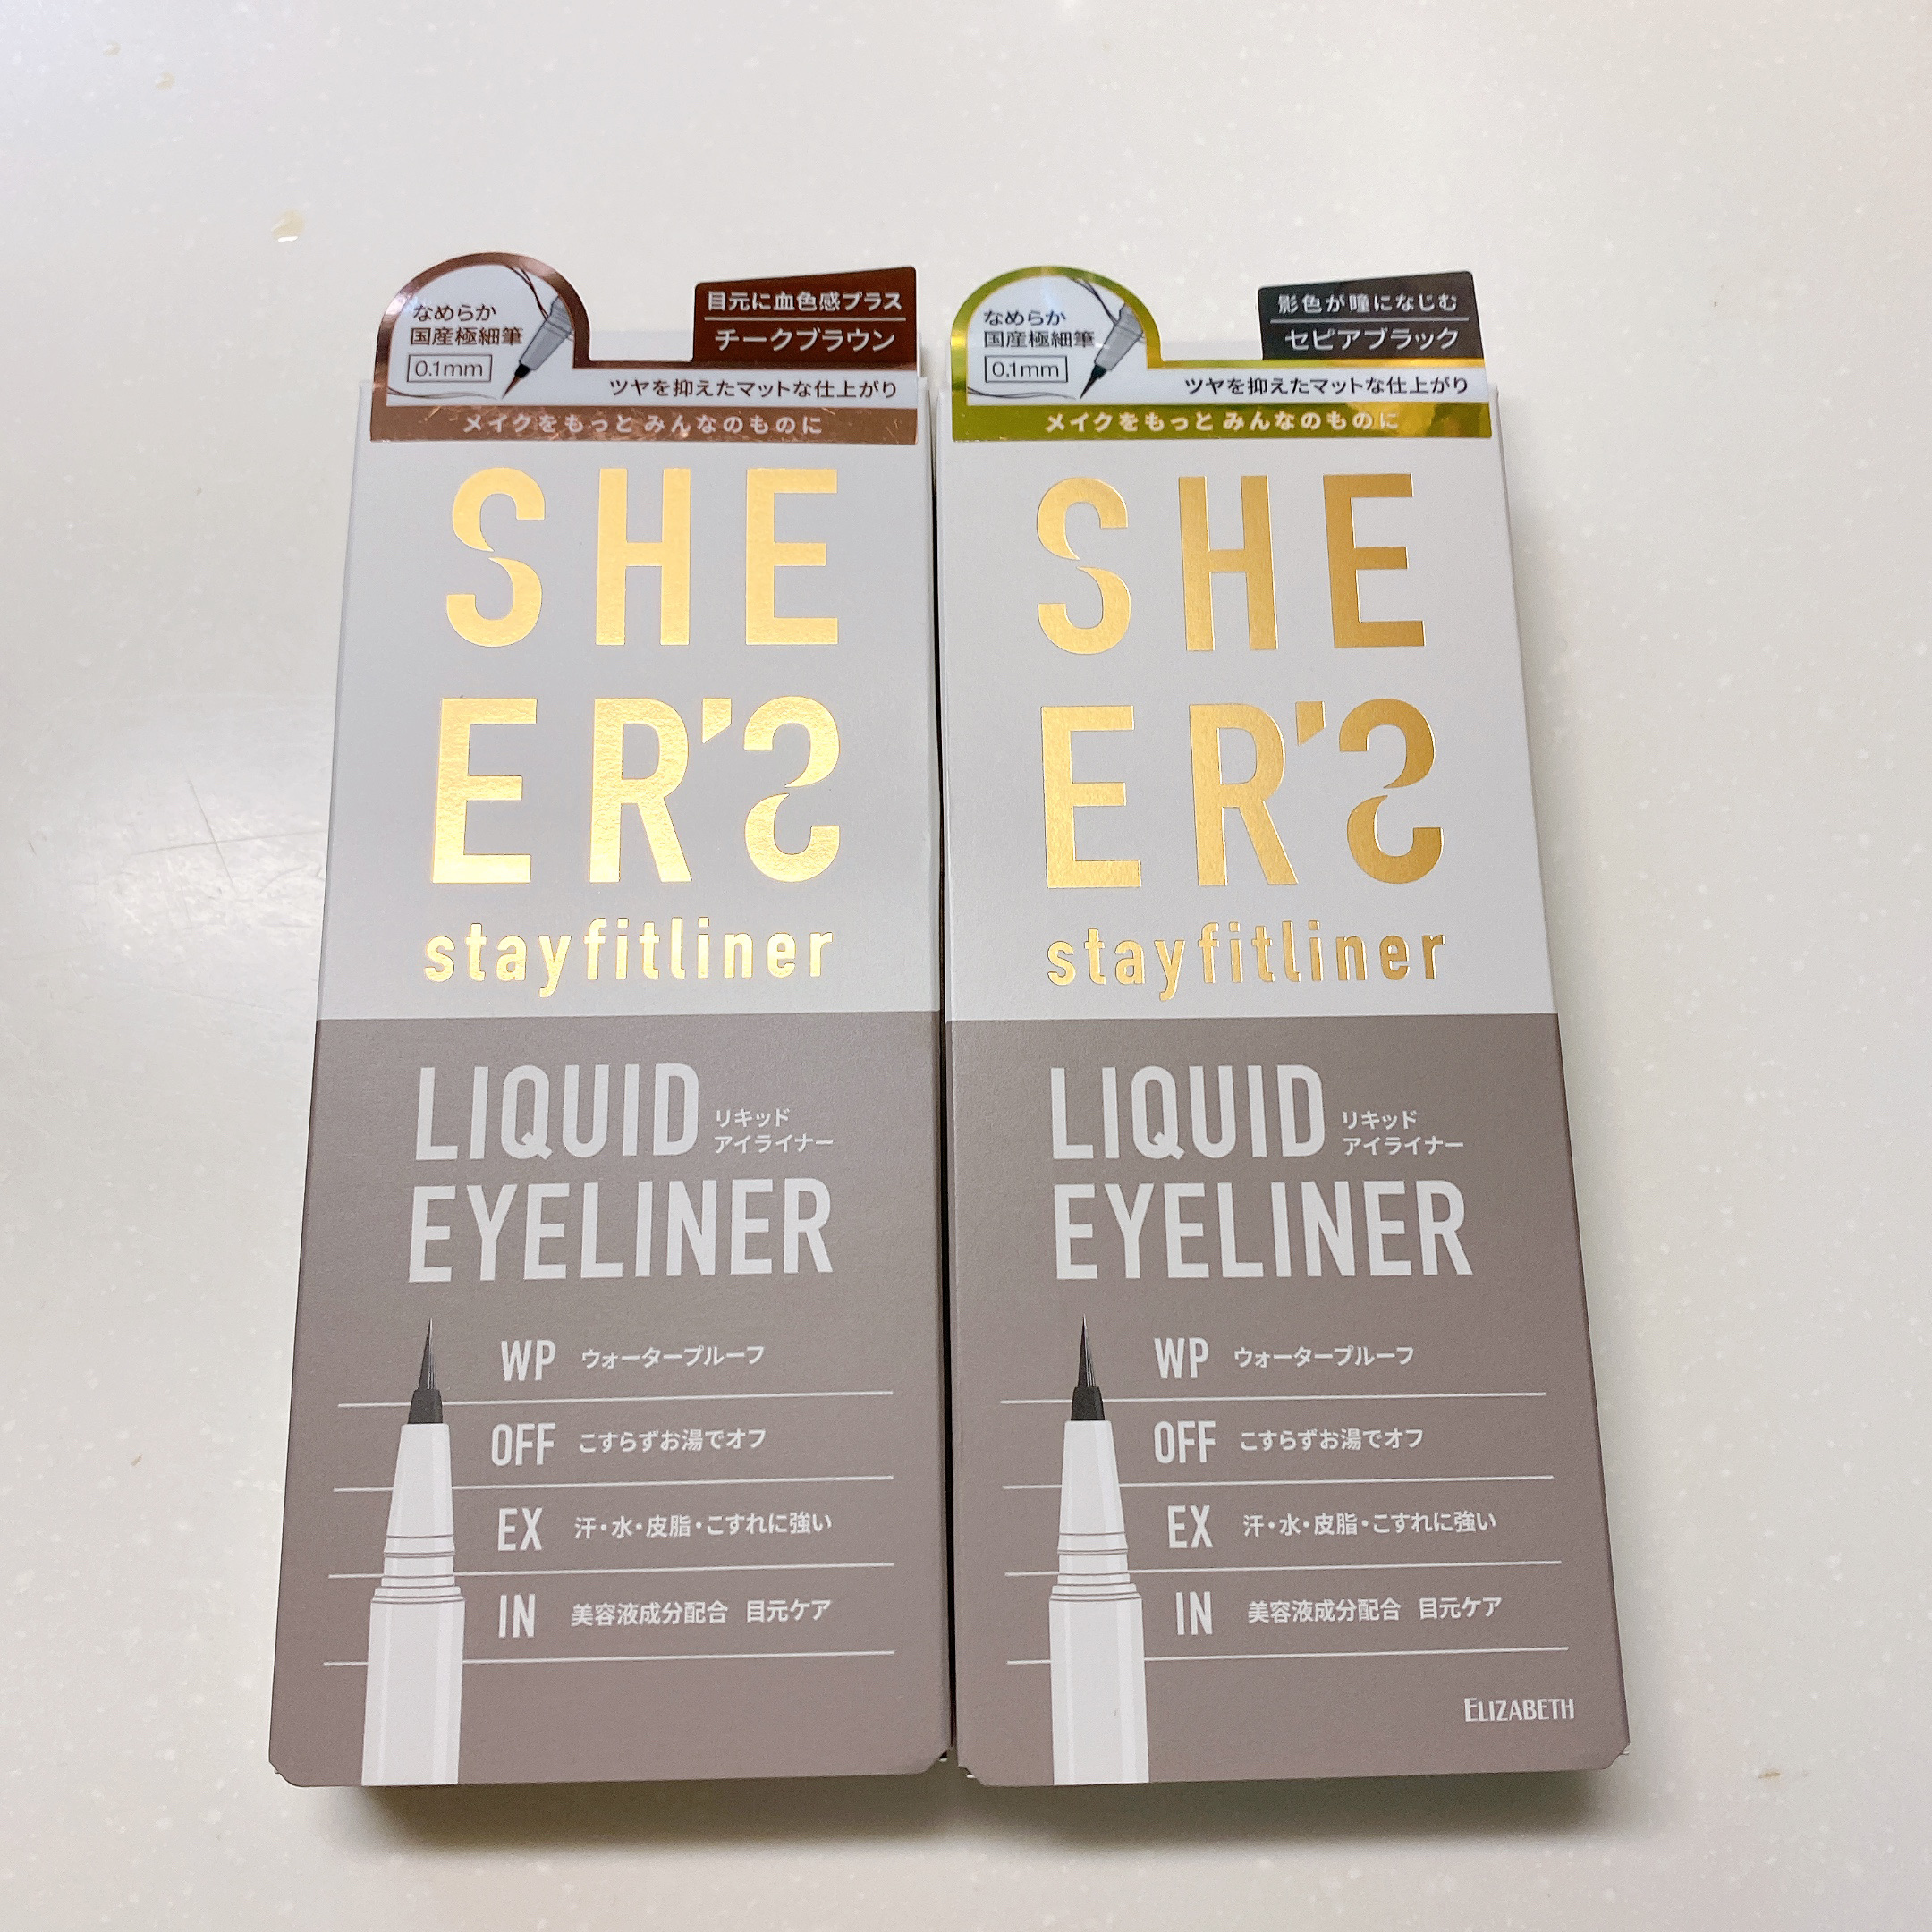 なめらか
国産極細筆
0.1mm
目元に血色感プラス
チークブラウン
ツヤを抑えたマットな仕上がり
メイクをもっと みんなのものに
SHE
ER'S
stayfitliner
LIQUID
リキッド
アイライナー
EYELINER
WP ウォータープルーフ
OFF こすらずお湯でオフ
EX 汗・水・皮脂・こすれに強い
IN 美容液成分配合 目元ケア
なめらか
国産極細筆
0.1mm
影色が瞳になじむ
セピアブラック
ツヤを抑えたマットな仕上がり
メイクをもっと みんなのものに
SHE
ER'S
stayfitliner
LIQUID
リキッド
アイライナー
EYELINER
WP ウォータープルーフ
OFF こすらずお湯でオフ
EX 汗・水・皮脂・こすれに強い
IN 美容液成分配合 目元ケア
ELIZABETH